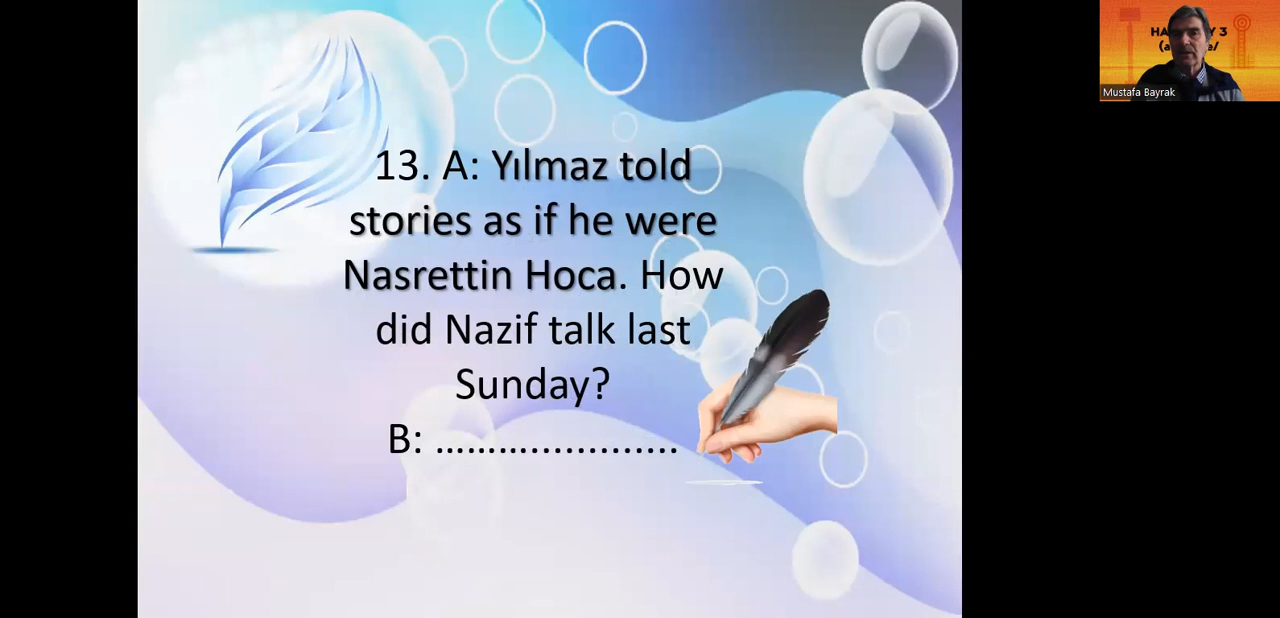 13. A: Yılmaz told
stories as if he were
Nasrettin Hoca. How
did Nazif talk last
Sunday?
B: ……...............
Mustafa Bayrak